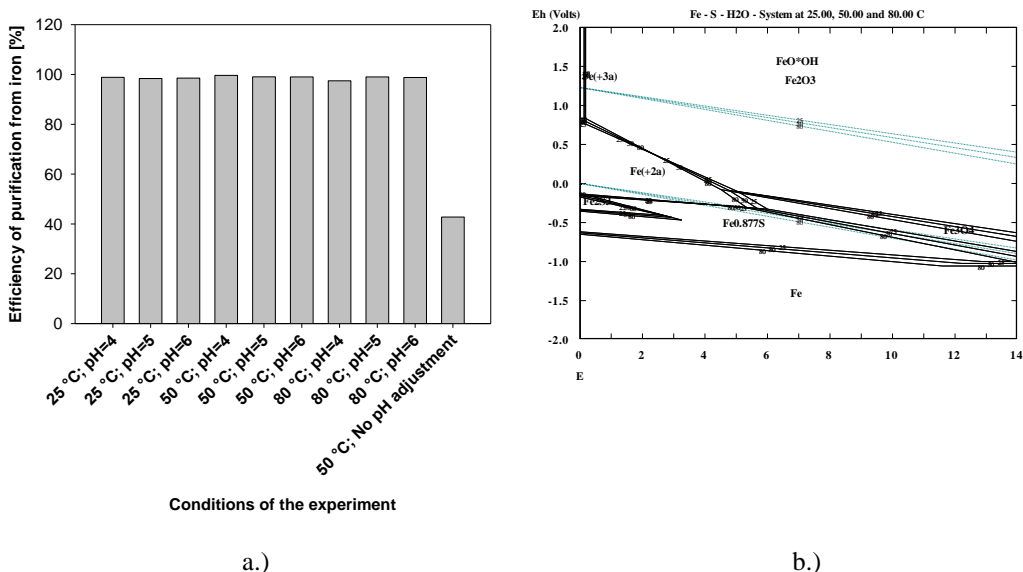 Efficiency of purification from iron [%]
140
120
100
80
60
40
20
0
25 °C; pH=4
25 °C; pH=5
25 °C; pH=6
50 °C; pH=4
50 °C; pH=5
50 °C; pH=6
80 °C; pH=4
80 °C; pH=5
80 °C; pH=6
50 °C; No pH adjustment
Conditions of the experiment
a.)
Eh (Volts)
Fe - S - H2O - System at 25.00, 50.00 and 80.00 C
2.0
1.5
1.0
0.5
0.0
-0.5
-1.0
-1.5
-2.0
0
2
4
6
8
10
12
14
E
FeO*OH
Fe2O3
Fe(+2a)
Fe0.877S
Fe3O4
Fe
b.)